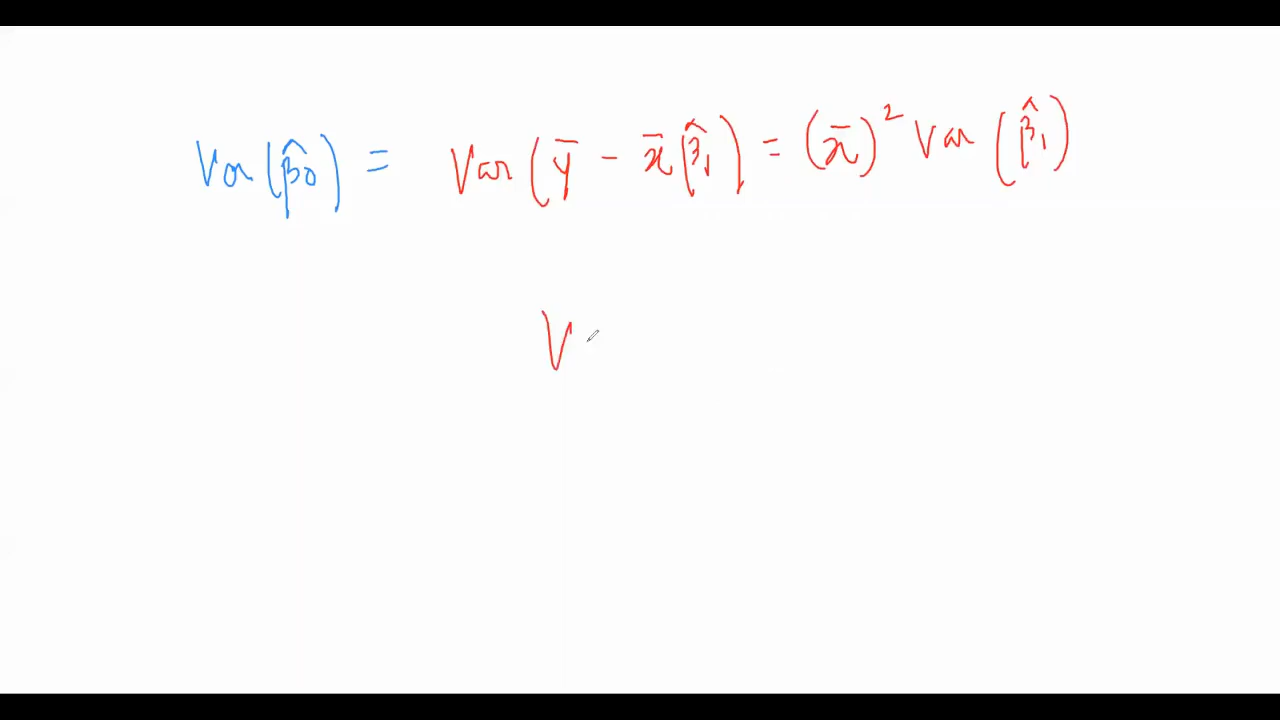 Var(β̂0) = Var(ȳ - x̄(β̂1) = (x̄)² Var(β̂1)
V